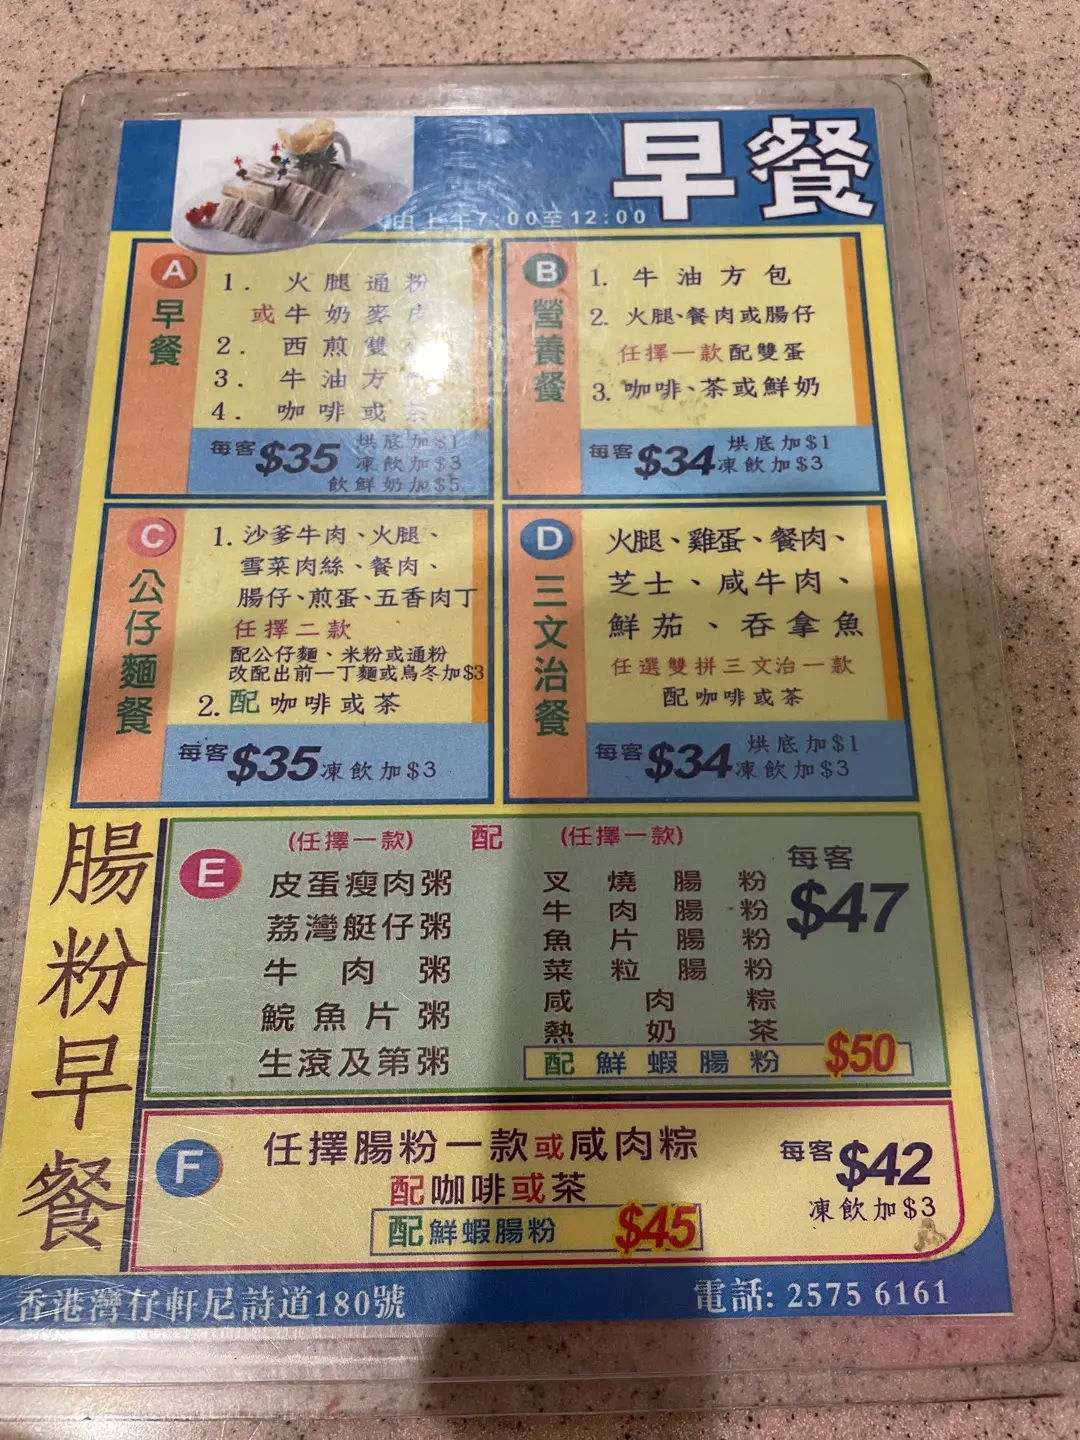 早餐
由上午7:00至12:00
A
早餐
1. 火腿通粉
或牛奶麥
2. 西煎雙
3. 牛油方
4. 咖啡或茶
每客$35
烘底加$1
凍飲加$3
飲鮮奶加$5
B
營養餐
1. 牛油方包
2. 火腿、餐肉或腸仔
任擇一款配雙蛋
3. 咖啡、茶或鮮奶
每客$34
烘底加$1
凍飲加$3
C
公仔麵餐
1. 沙爹牛肉、火腿、
雪菜肉絲、餐肉、
腸仔、煎蛋、五香肉丁
任擇二款
配公仔麵、米粉或通粉
改配出前一丁麵或烏冬加$3
2. 配咖啡或茶
每客$35凍飲加$3
D
三文治餐
火腿、雞蛋、餐肉、
芝士、咸牛肉、
鮮茄、吞拿魚
任選雙拼三文治一款
配咖啡或茶
每客$34
烘底加$1
凍飲加$3
腸粉早餐
E
(任擇一款) 配 (任擇一款)
皮蛋瘦肉粥
荔灣艇仔粥
牛肉粥
鯇魚片粥
生滾及第粥
叉燒腸粉
牛肉腸粉
魚片腸粉
菜粒腸粉
咸肉粽
熱奶茶
配鮮蝦腸粉 $50
每客
$47
F
任擇腸粉一款或咸肉粽
配咖啡或茶
配鮮蝦腸粉 $45
每客$42
凍飲加$3
香港灣仔軒尼詩道180號
電話: 2575 6161